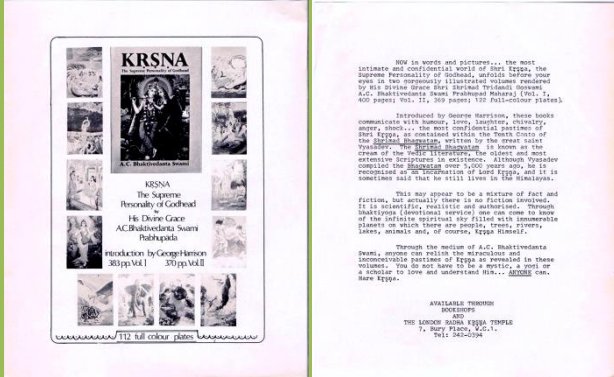 KRṢNA
The Supreme Personality of Godhead
A.C. Bhaktivedanta Swami
KRṢNA
The Supreme
Personality of Godhead
by
His Divine Grace
A.C.Bhaktivedanta Swami
Prabhupāda
introduction by George Harrison
383 pp. Vol. I 370 pp. Vol. II
112 full colour plates
NOW in words and pictures... the most
intimate and confidential world of Shri Kṛṣṇa, the
Supreme Personality of Godhead, unfolds before your
eyes in two gorgeously illustrated volumes rendered
by His Divine Grace Shri Shrimad Tridandi Goswami
A.C. Bhaktivedanta Swami Prabhupad Maharaj (Vol. I,
400 pages; Vol. II, 369 pages; 122 Full-colour plates).
Introduced by George Harrison, these books
communicate with humour, love, laughter, chivalry,
anger, shock... the most confidential pastimes of
Shri Kṛṣṇa, as contained within the Tenth Canto of
the Shrimad Bhagwatam, written by the great saint
Vyasadev. The Shrimad Bhagwatam is known as the
cream of the Vedic literature, the oldest and most
extensive Scriptures in existence. Although Vyasadev
compiled the Bhagwatam over 5,000 years ago, he is
recognised as an incarnation of Lord Kṛṣṇa, and it is
sometimes said that he still lives in the Himalayas.
This may appear to be a mixture of fact and
fiction, but actually there is no fiction involved.
It is scientific, realistic and authorised. Through
bhaktiyoga (devotional service) one can come to know
of the infinite spiritual sky filled with innumerable
planets on which there are people, trees, rivers,
lakes, animals and, of course, Kṛṣṇa Himself.
Through the medium of A.C. Bhaktivedanta
Swami, anyone can relish the miraculous and
inconceivable pastimes of Kṛṣṇa as revealed in these
volumes. You do not have to be a mystic, a yogi or
a scholar to love and understand Him... ANYONE can.
Hare Kṛṣṇa.
AVAILABLE THROUGH
BOOKSHOPS
AND
THE LONDON RADHA KṚṢṆA TEMPLE
7, Bury Place, W.C.1.
Tel: 242-0394